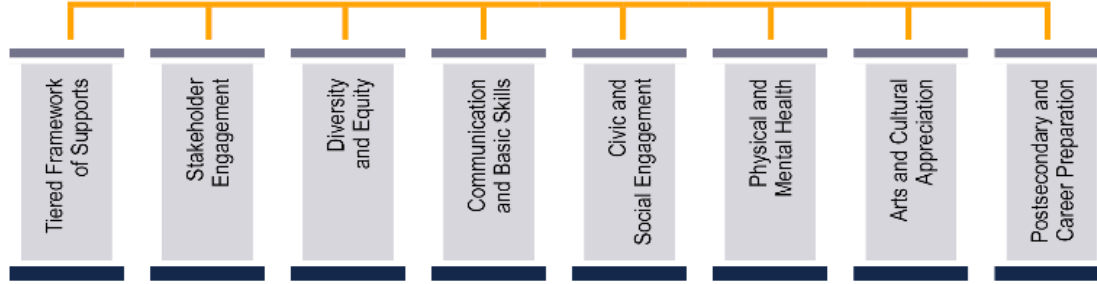 Tiered Framework
of Supports
Stakeholder
Engagement
Diversity
and Equity
Communication
and Basic Skills
Civic and
Social Engagement
Physical and
Mental Health
Arts and Cultural
Appreciation
Postsecondary and
Career Preparation